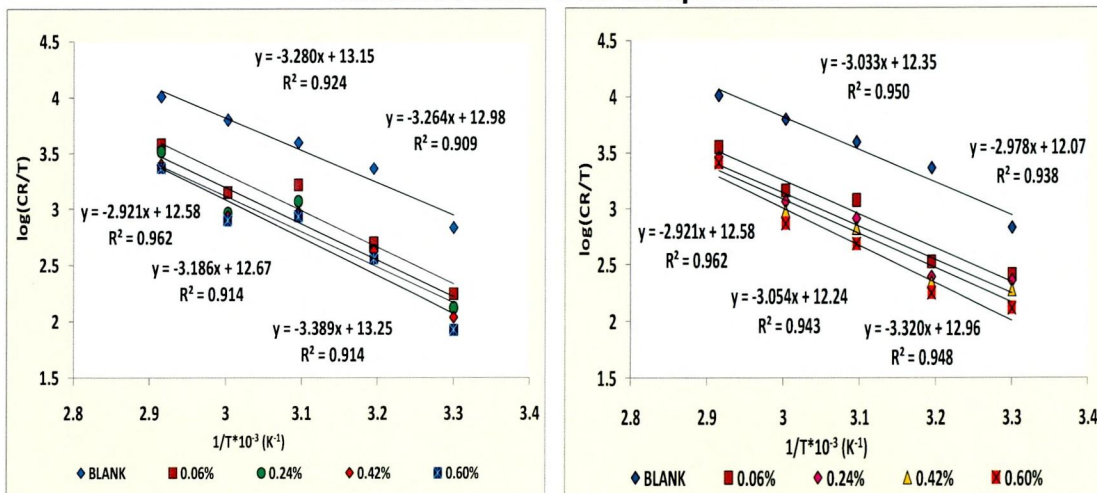 4.5
4
3.5
3
2.5
2
1.5
log(CR/T)
y = -3.280x + 13.15
R² = 0.924
y = -3.264x + 12.98
R² = 0.909
y = -2.921x + 12.58
R² = 0.962
y = -3.186x + 12.67
R² = 0.914
y = -3.389x + 13.25
R² = 0.914
2.8 2.9 3 3.1 3.2 3.3 3.4
1/T*10⁻³ (K⁻¹)
BLANK 0.06% 0.24% 0.42% 0.60%
4.5
4
3.5
3
2.5
2
1.5
log(CR/T)
y = -3.033x + 12.35
R² = 0.950
y = -2.978x + 12.07
R² = 0.938
y = -2.921x + 12.58
R² = 0.962
y = -3.054x + 12.24
R² = 0.943
y = -3.320x + 12.96
R² = 0.948
2.8 2.9 3 3.1 3.2 3.3 3.4
1/T*10⁻³ (K⁻¹)
BLANK 0.06% 0.24% 0.42% 0.60%